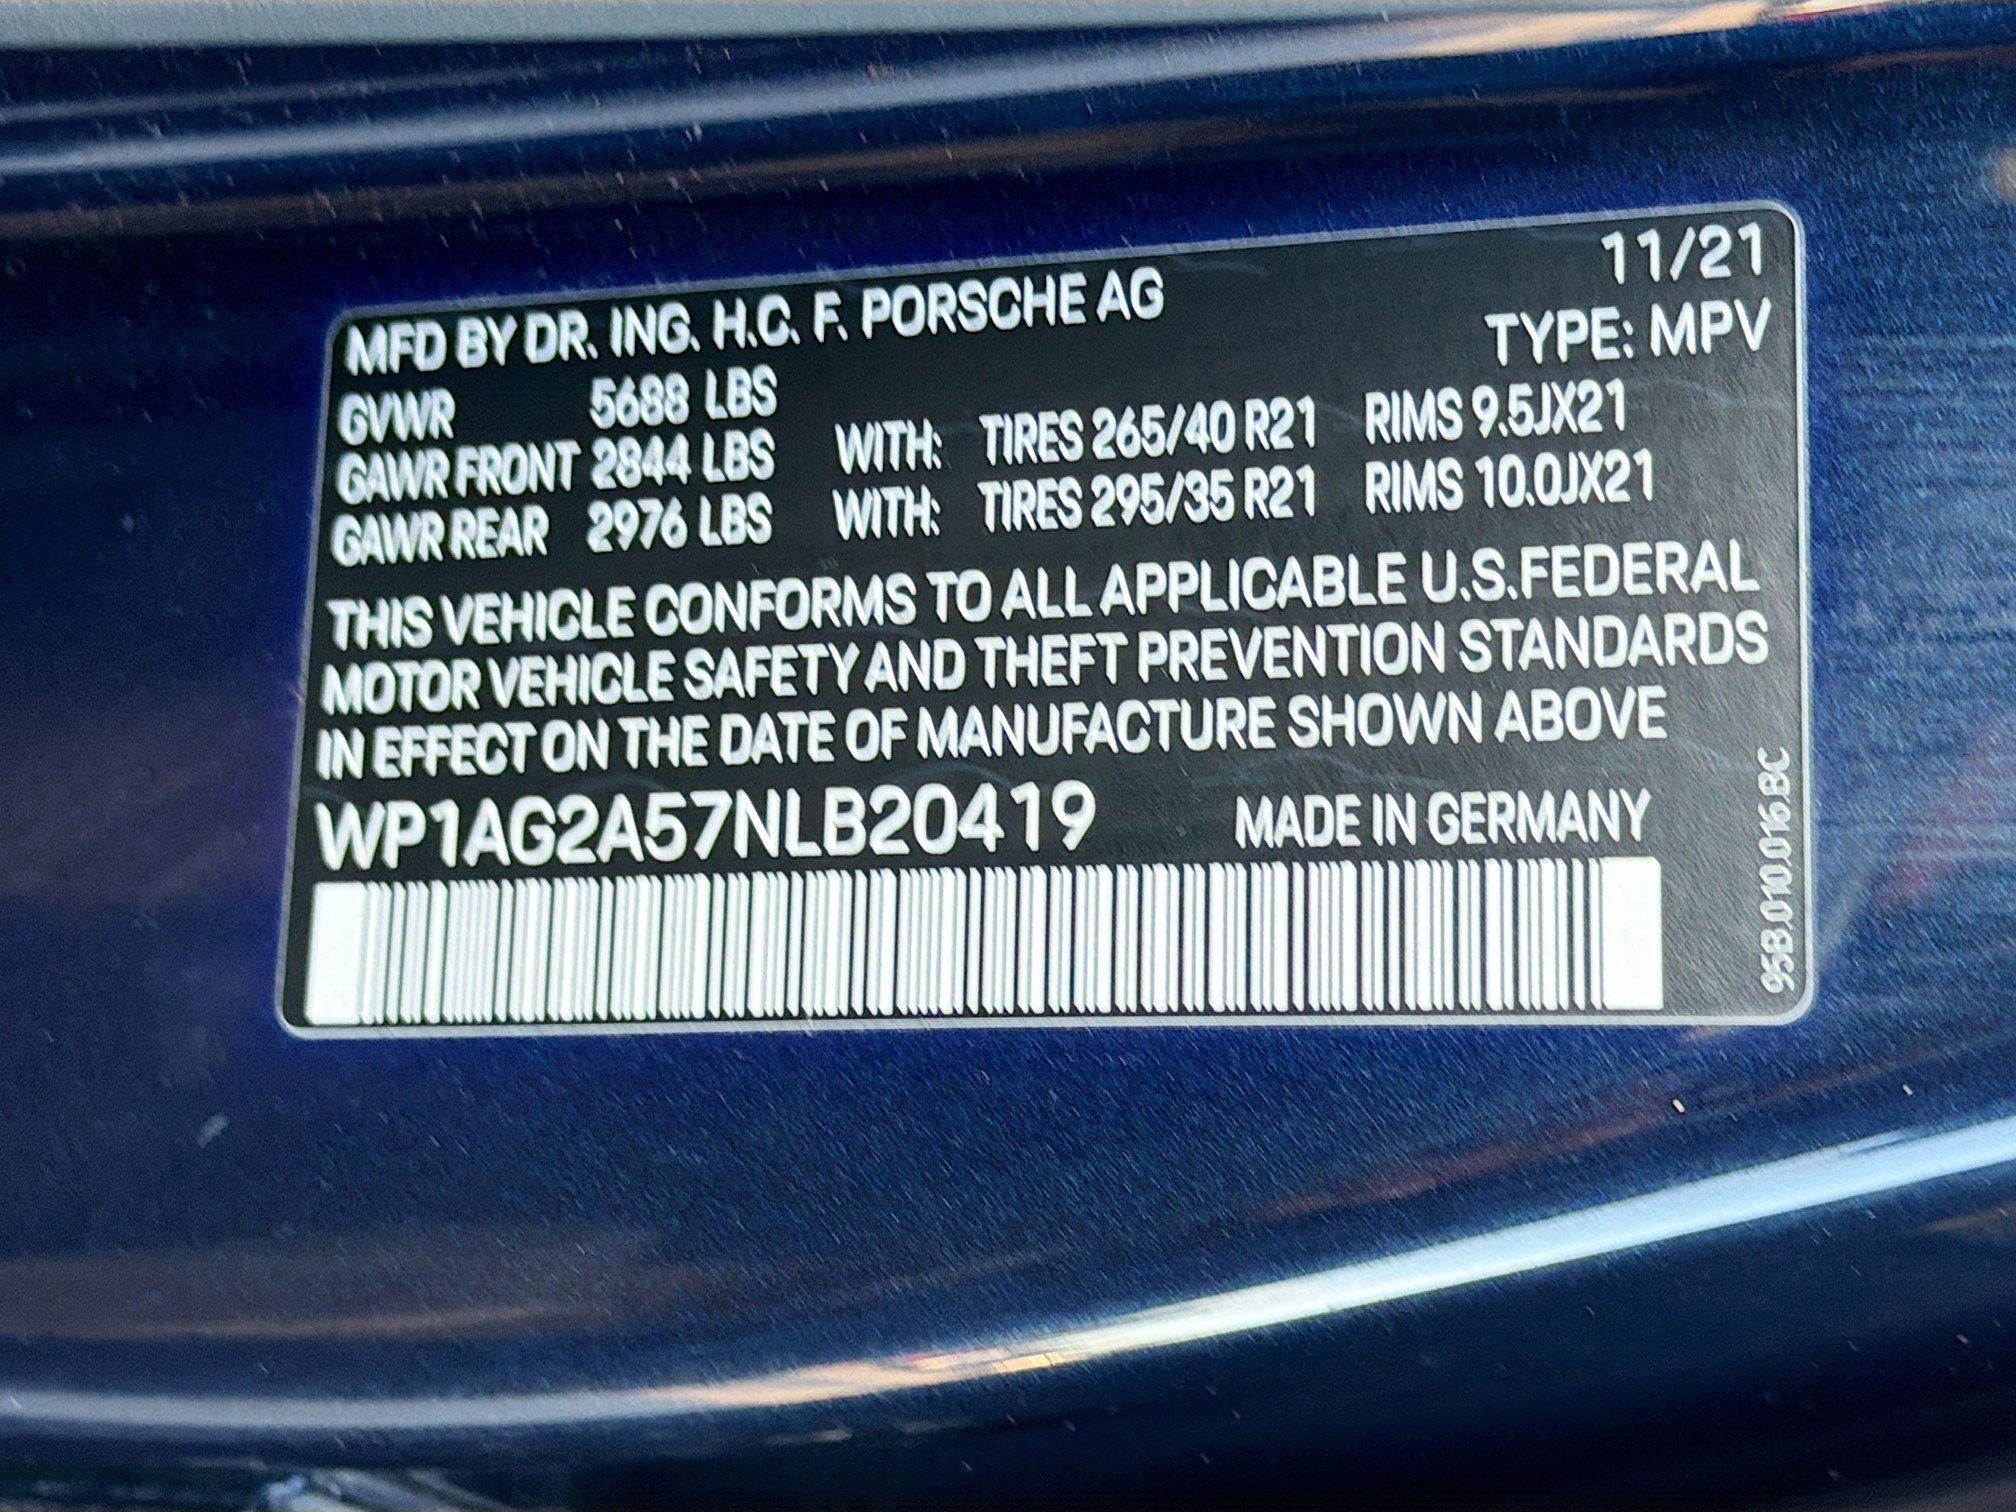 11/21
MFD BY DR. ING. H.C. F. PORSCHE AG
TYPE: MPV
GVWR 5688 LBS
GAWR FRONT 2844 LBS WITH: TIRES 265/40 R21 RIMS 9.5JX21
GAWR REAR 2976 LBS WITH: TIRES 295/35 R21 RIMS 10.0JX21
THIS VEHICLE CONFORMS TO ALL APPLICABLE U.S.FEDERAL
MOTOR VEHICLE SAFETY AND THEFT PREVENTION STANDARDS
IN EFFECT ON THE DATE OF MANUFACTURE SHOWN ABOVE
WP1AG2A57NLB20419 MADE IN GERMANY
95B.010.016.BC